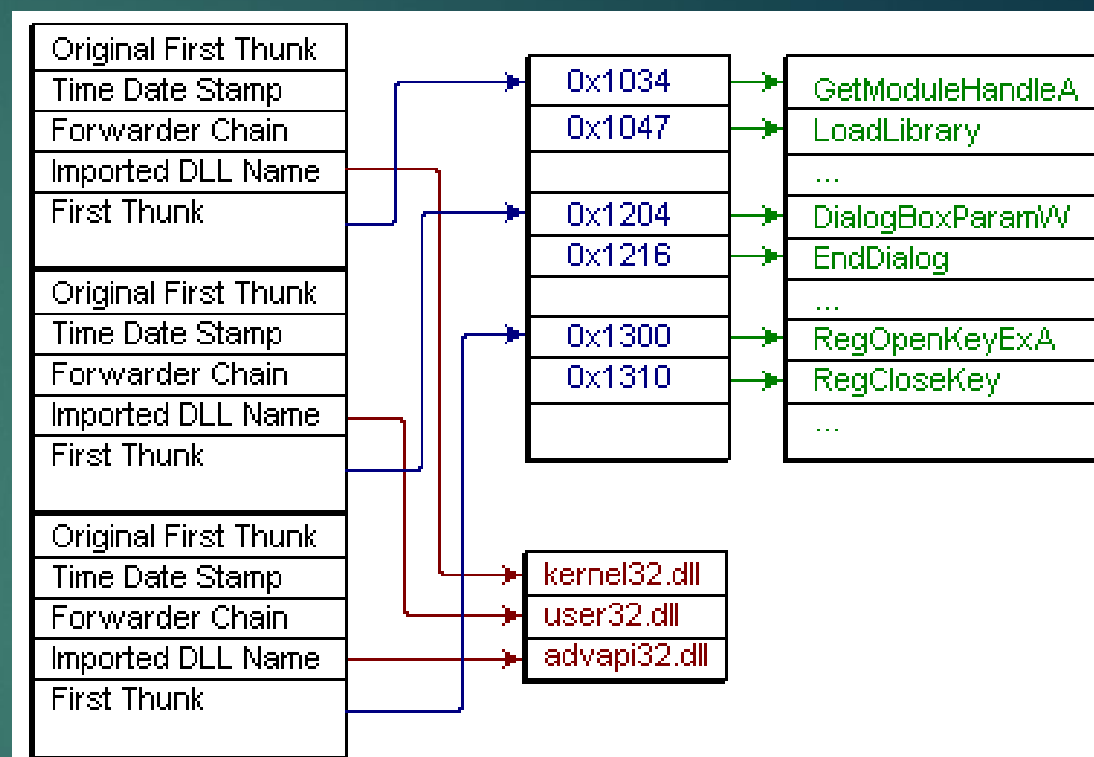 Original First Thunk
Time Date Stamp
Forwarder Chain
Imported DLL Name
First Thunk
Original First Thunk
Time Date Stamp
Forwarder Chain
Imported DLL Name
First Thunk
Original First Thunk
Time Date Stamp
Forwarder Chain
Imported DLL Name
First Thunk
0x1034
0x1047
0x1204
0x1216
0x1300
0x1310
GetModuleHandleA
LoadLibrary
...
DialogBoxParamW
EndDialog
...
RegOpenKeyExA
RegCloseKey
...
kernel32.dll
user32.dll
advapi32.dll